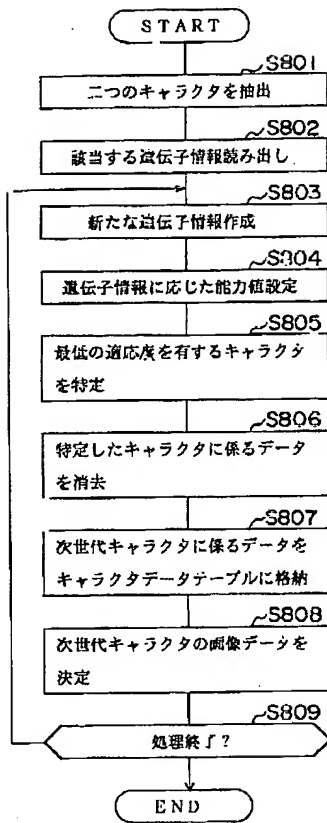 START
S801
二つのキャラクタを抽出
S802
該当する遺伝子情報読み出し
S803
新たな遺伝子情報作成
S804
遺伝子情報に応じた能力値設定
S805
最低の適応度を有するキャラクタ
を特定
S806
特定したキャラクタに係るデータ
を消去
S807
次世代キャラクタに係るデータを
キャラクタデータテーブルに格納
S808
次世代キャラクタの画像データを
決定
S809
処理終了?
END